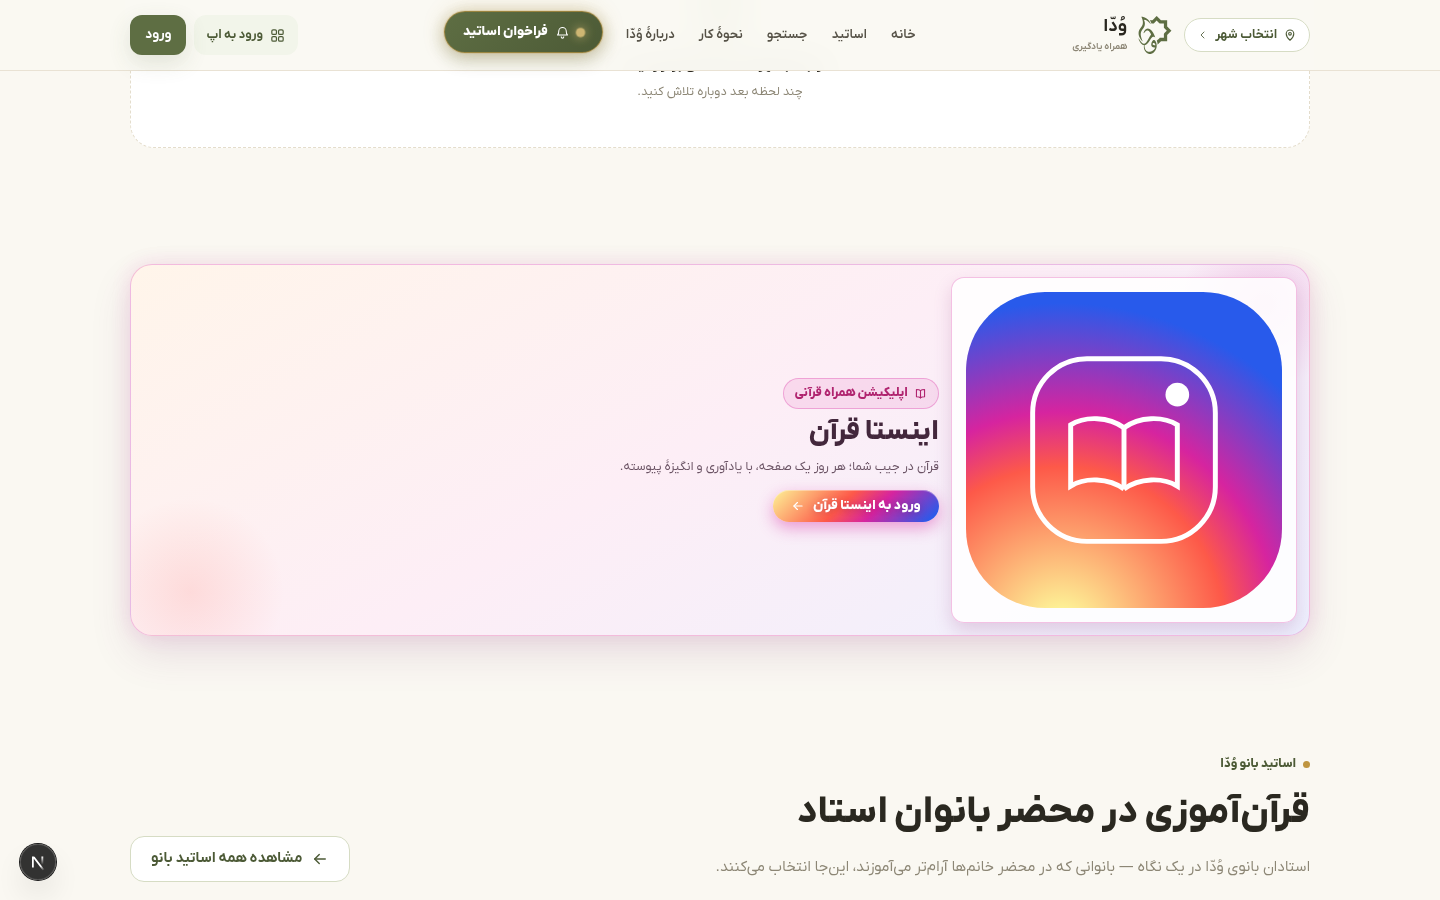 انتخاب شهر
وُدّا
همراه یادگیری
خانه
اساتید
جستجو
نحوهٔ کار
دربارهٔ وُدّا
فراخوان اساتید
ورود به اپ
ورود
چند لحظه بعد دوباره تلاش کنید.
اپلیکیشن همراه قرآنی
اینستا قرآن
قرآن در جیب شما؛ هر روز یک صفحه، با یادآوری و انگیزهٔ پیوسته.
ورود به اینستا قرآن
اساتید بانو وُدّا
قرآن‌آموزی در محضر بانوان استاد
استادان بانوی وُدّا در یک نگاه — بانوانی که در محضر خانم‌ها آرام‌تر می‌آموزند، این‌جا انتخاب می‌کنند.
مشاهده همه اساتید بانو
N